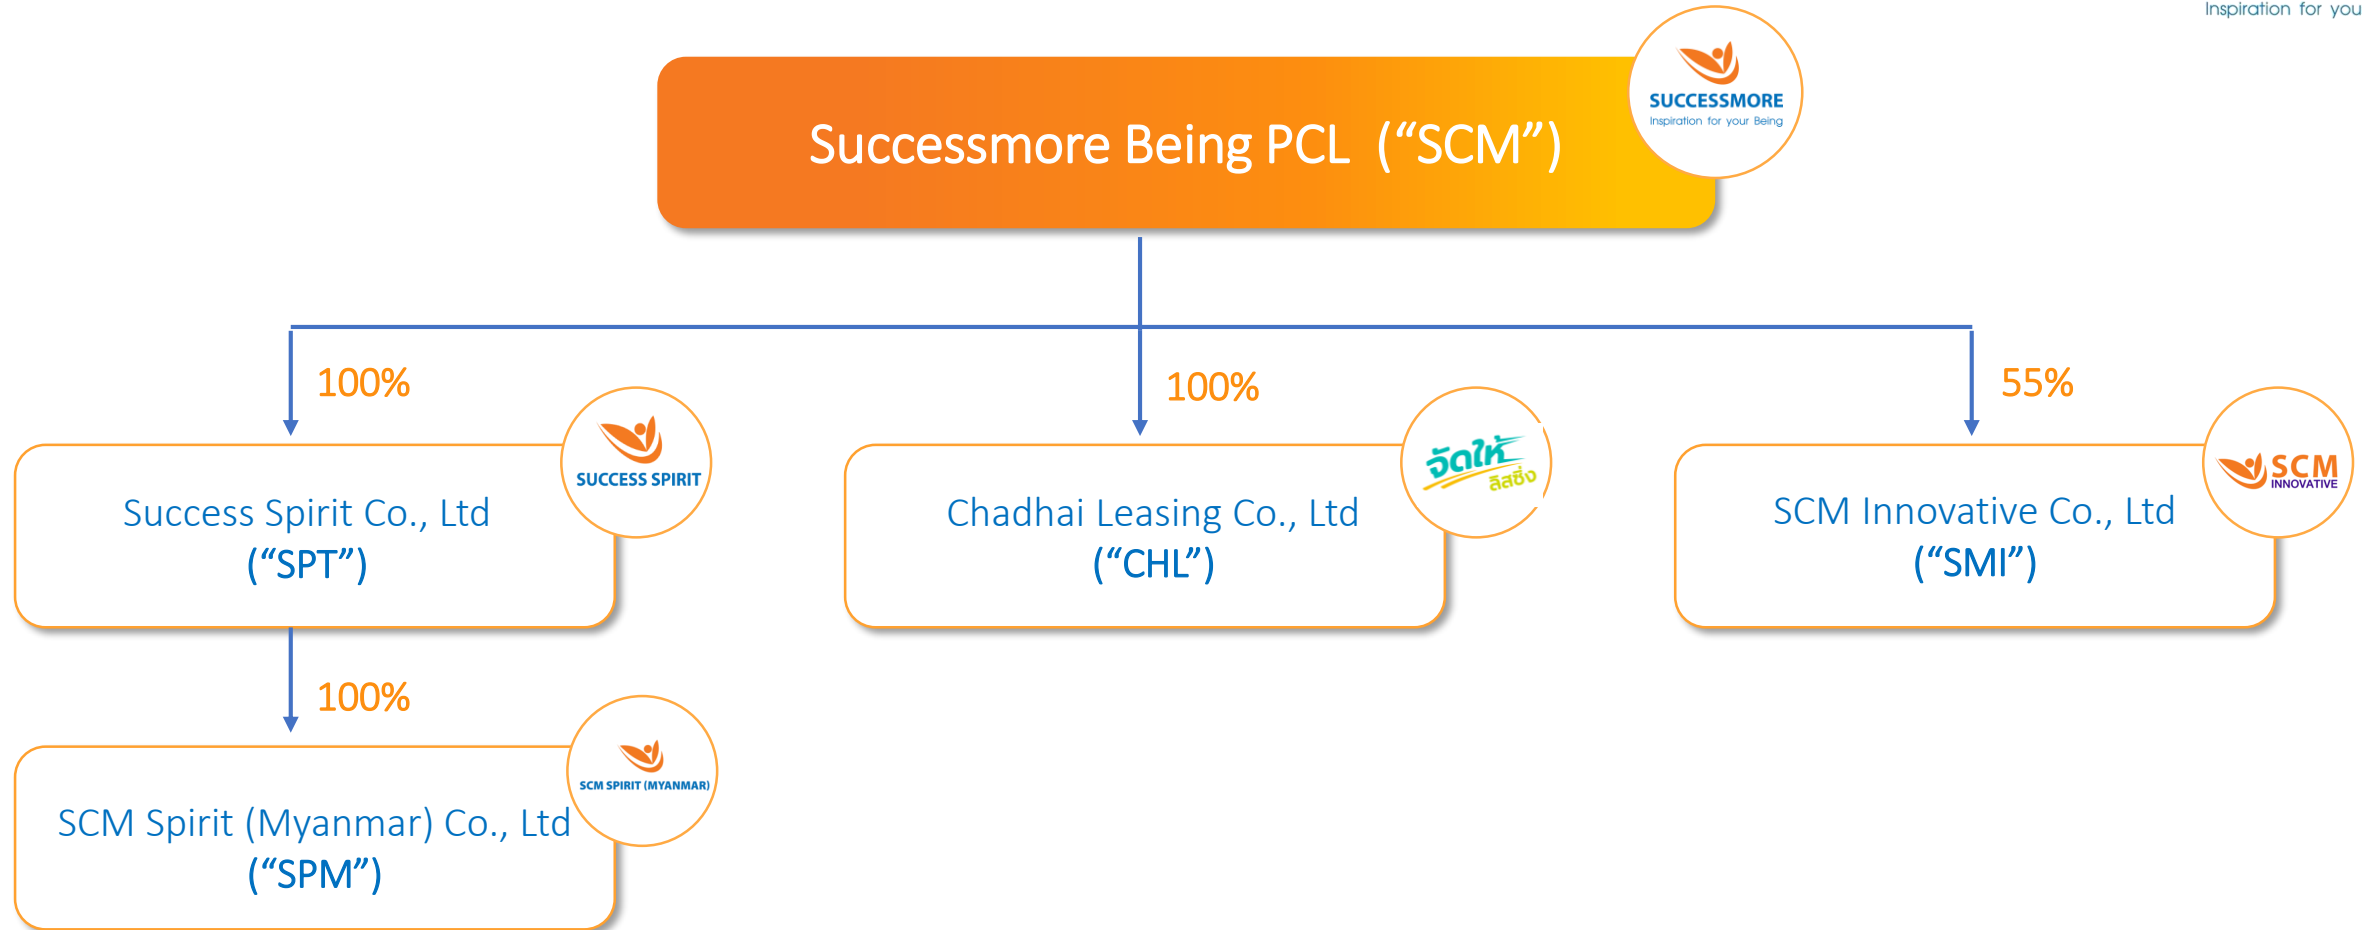 Inspiration for you
SUCCESSMORE
Inspiration for your Being
Successmore Being PCL (“SCM”)
100%
100%
55%
SUCCESS SPIRIT
จัดให้
ลิสซิ่ง
SCM
INNOVATIVE
Success Spirit Co., Ltd
(“SPT”)
Chadhai Leasing Co., Ltd
(“CHL”)
SCM Innovative Co., Ltd
(“SMI”)
100%
SCM SPIRIT (MYANMAR)
SCM Spirit (Myanmar) Co., Ltd
(“SPM”)